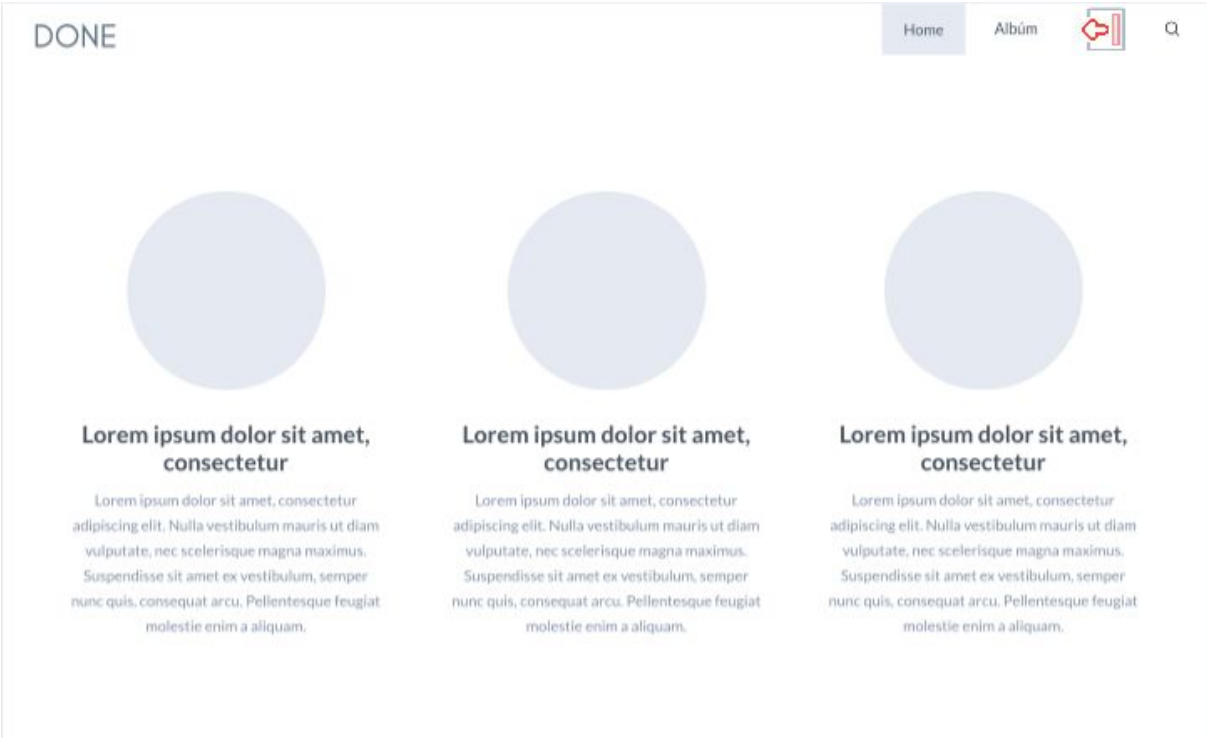 DONE
Home
Albúm
Lorem ipsum dolor sit amet,
consectetur
Lorem ipsum dolor sit amet, consectetur
adipiscing elit. Nulla vestibulum mauris ut diam
vulputate, nec scelerisque magna maximus.
Suspendisse sit amet ex vestibulum, semper
nunc quis, consequat arcu. Pellentesque feugiat
molestie enim a aliquam.
Lorem ipsum dolor sit amet,
consectetur
Lorem ipsum dolor sit amet, consectetur
adipiscing elit. Nulla vestibulum mauris ut diam
vulputate, nec scelerisque magna maximus.
Suspendisse sit amet ex vestibulum, semper
nunc quis, consequat arcu. Pellentesque feugiat
molestie enim a aliquam.
Lorem ipsum dolor sit amet,
consectetur
Lorem ipsum dolor sit amet, consectetur
adipiscing elit. Nulla vestibulum mauris ut diam
vulputate, nec scelerisque magna maximus.
Suspendisse sit amet ex vestibulum, semper
nunc quis, consequat arcu. Pellentesque feugiat
molestie enim a aliquam.